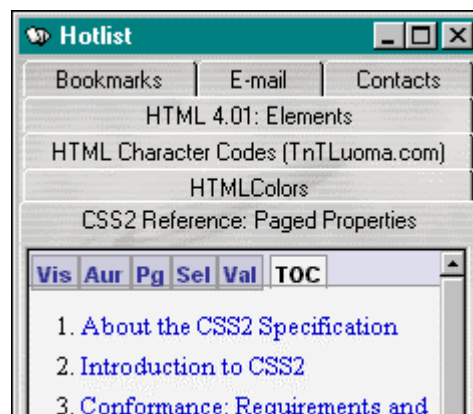 Hotlist
Bookmarks E-mail Contacts
HTML 4.01: Elements
HTML Character Codes (TnTLuoma.com)
HTMLColors
CSS2 Reference: Paged Properties
Vis Aur Pg Sel Val TOC
1. About the CSS2 Specification
2. Introduction to CSS2
3. Conformance: Requirements and